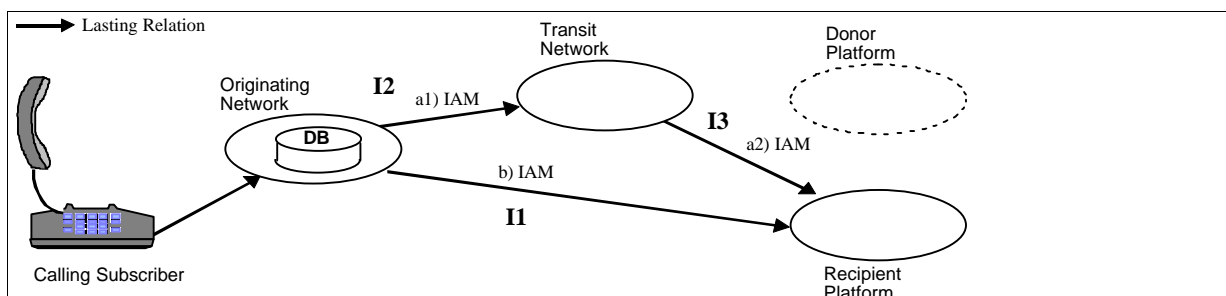 Lasting Relation
Transit
Network
Donor
Platform
Originating
Network
I2
a1) IAM
DB
I3
a2) IAM
b) IAM
I1
Calling Subscriber
Recipient
Platform